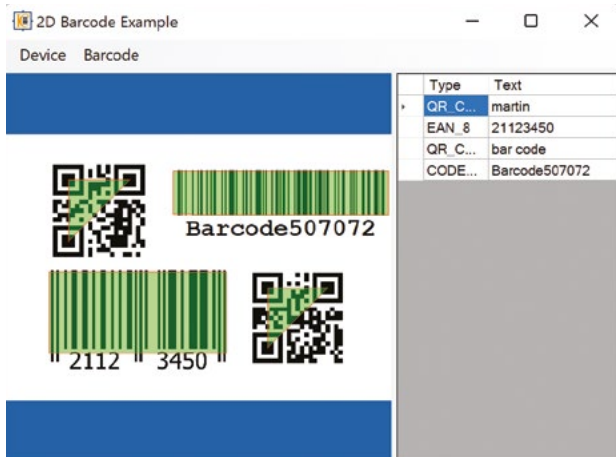 2D Barcode Example
Device Barcode
Type Text
QR_C... martin
EAN_8 21123450
QR_C... bar code
CODE... Barcode507072
Barcode507072
2112 3450